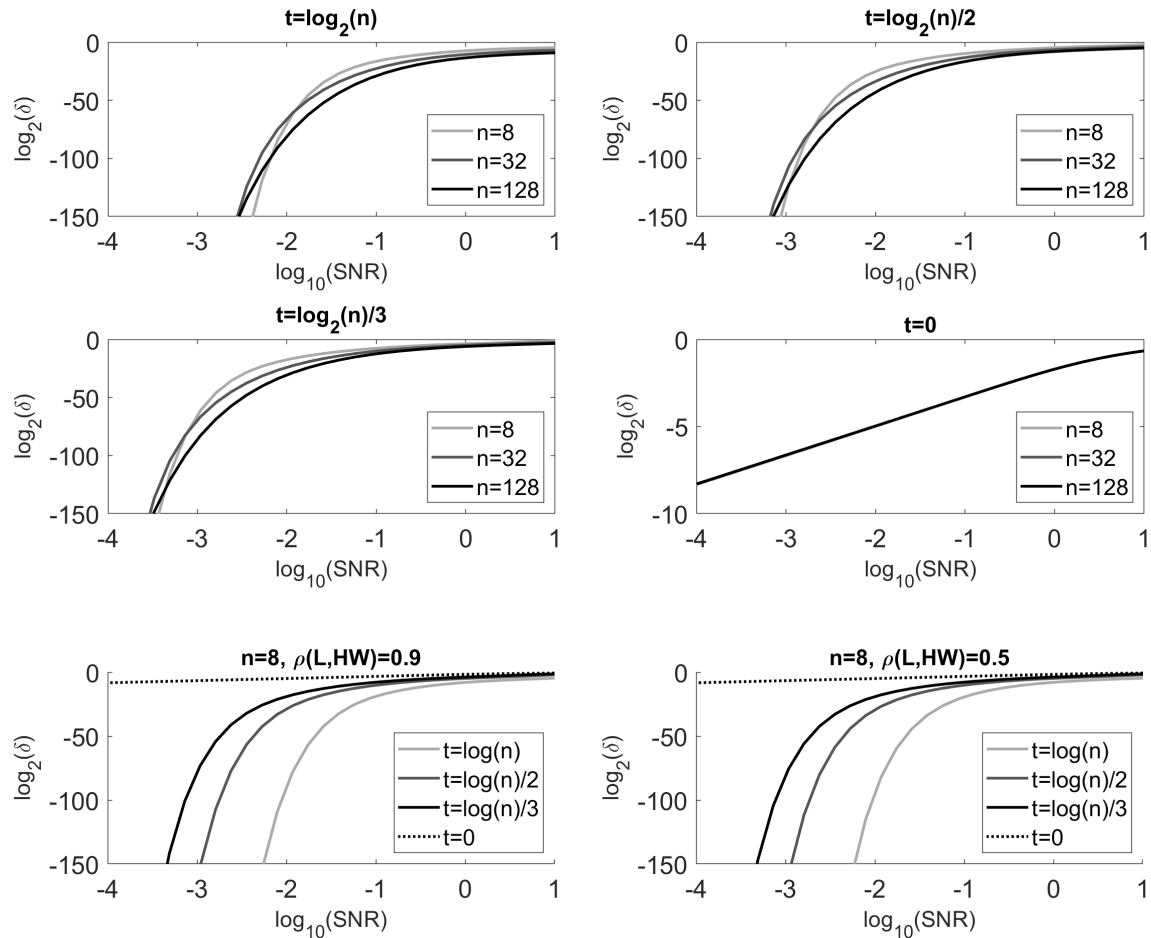 t=log2(n)
0
-50
-100
-150
log2(δ)
n=8
n=32
n=128
-4 -3 -2 -1 0 1
log10(SNR)
t=log2(n)/2
0
-50
-100
-150
log2(δ)
n=8
n=32
n=128
-4 -3 -2 -1 0 1
log10(SNR)
t=log2(n)/3
0
-50
-100
-150
log2(δ)
n=8
n=32
n=128
-4 -3 -2 -1 0 1
log10(SNR)
t=0
0
-5
-10
log2(δ)
n=8
n=32
n=128
-4 -3 -2 -1 0 1
log10(SNR)
n=8, ρ(L,HW)=0.9
0
-50
-100
-150
log2(δ)
t=log(n)
t=log(n)/2
t=log(n)/3
t=0
-4 -3 -2 -1 0 1
log10(SNR)
n=8, ρ(L,HW)=0.5
0
-50
-100
-150
log2(δ)
t=log(n)
t=log(n)/2
t=log(n)/3
t=0
-4 -3 -2 -1 0 1
log10(SNR)